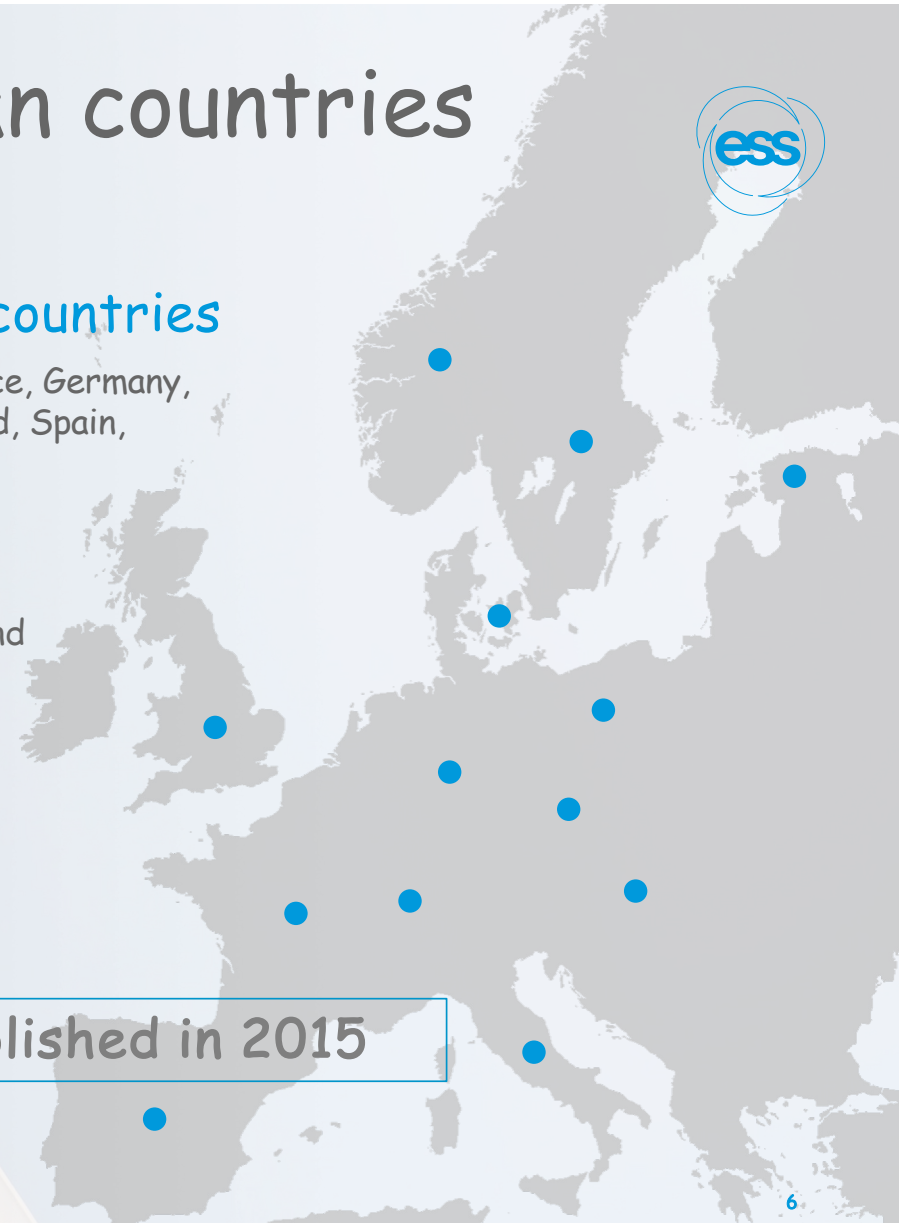 n countries
ess
countries
ce, Germany,
d, Spain,
nd
lished in 2015
6